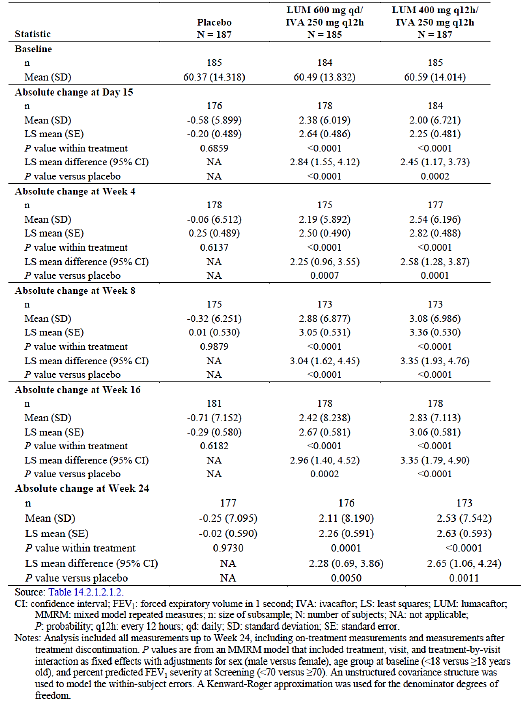 Statistic Placebo N = 187 LUM 600 mg qd/ IVA 250 mg q12h N = 185 LUM 400 mg q12h/ IVA 250 mg q12h N = 187
Baseline
n 185 184 185
Mean (SD) 60.37 (14.318) 60.49 (13.832) 60.59 (14.014)
Absolute change at Day 15
n 176 178 184
Mean (SD) -0.58 (5.899) 2.38 (6.019) 2.00 (6.721)
LS mean (SE) -0.20 (0.489) 2.64 (0.486) 2.25 (0.481)
P value within treatment 0.6859 <0.0001 <0.0001
LS mean difference (95% CI) NA 2.84 (1.55, 4.12) 2.45 (1.17, 3.73)
P value versus placebo NA <0.0001 0.0002
Absolute change at Week 4
n 178 175 177
Mean (SD) -0.06 (6.512) 2.19 (5.892) 2.54 (6.196)
LS mean (SE) 0.25 (0.489) 2.50 (0.490) 2.82 (0.488)
P value within treatment 0.6137 <0.0001 <0.0001
LS mean difference (95% CI) NA 2.25 (0.96, 3.55) 2.58 (1.28, 3.87)
P value versus placebo NA 0.0007 0.0001
Absolute change at Week 8
n 175 173 173
Mean (SD) -0.32 (6.251) 2.88 (6.877) 3.08 (6.986)
LS mean (SE) 0.01 (0.530) 3.05 (0.531) 3.36 (0.530)
P value within treatment 0.9879 <0.0001 <0.0001
LS mean difference (95% CI) NA 3.04 (1.62, 4.45) 3.35 (1.93, 4.76)
P value versus placebo NA <0.0001 <0.0001
Absolute change at Week 16
n 181 178 178
Mean (SD) -0.71 (7.152) 2.42 (8.238) 2.83 (7.113)
LS mean (SE) -0.29 (0.580) 2.67 (0.581) 3.06 (0.581)
P value within treatment 0.6182 <0.0001 <0.0001
LS mean difference (95% CI) NA 2.96 (1.40, 4.52) 3.35 (1.79, 4.90)
P value versus placebo NA 0.0002 <0.0001
Absolute change at Week 24
n 177 176 173
Mean (SD) -0.25 (7.095) 2.11 (8.190) 2.53 (7.542)
LS mean (SE) -0.02 (0.590) 2.26 (0.591) 2.63 (0.593)
P value within treatment 0.9730 0.0001 <0.0001
LS mean difference (95% CI) NA 2.28 (0.69, 3.86) 2.65 (1.06, 4.24)
P value versus placebo NA 0.0050 0.0011
Source: Table 14.2.1.2.1.2.
CI: confidence interval; FEV₁: forced expiratory volume in 1 second; IVA: ivacaftor; LS: least squares; LUM: lumacaftor;
MMRM: mixed model repeated measures; n: size of subsample; N: number of subjects; NA: not applicable;
P: probability; q12h: every 12 hours; qd: daily; SD: standard deviation; SE: standard error.
Notes: Analysis included all measurements up to Week 24, including on-treatment measurements and measurements after
treatment discontinuation. P values are from an MMRM model that included treatment, visit, and treatment-by-visit
interaction as fixed effects with adjustments for sex (male versus female), age group at baseline (<18 versus ≥18 years
old), and percent predicted FEV₁ severity at Screening (<70 versus ≥70). An unstructured covariance structure was
used to model the within-subject errors. A Kenward-Roger approximation was used for the denominator degrees of
freedom.